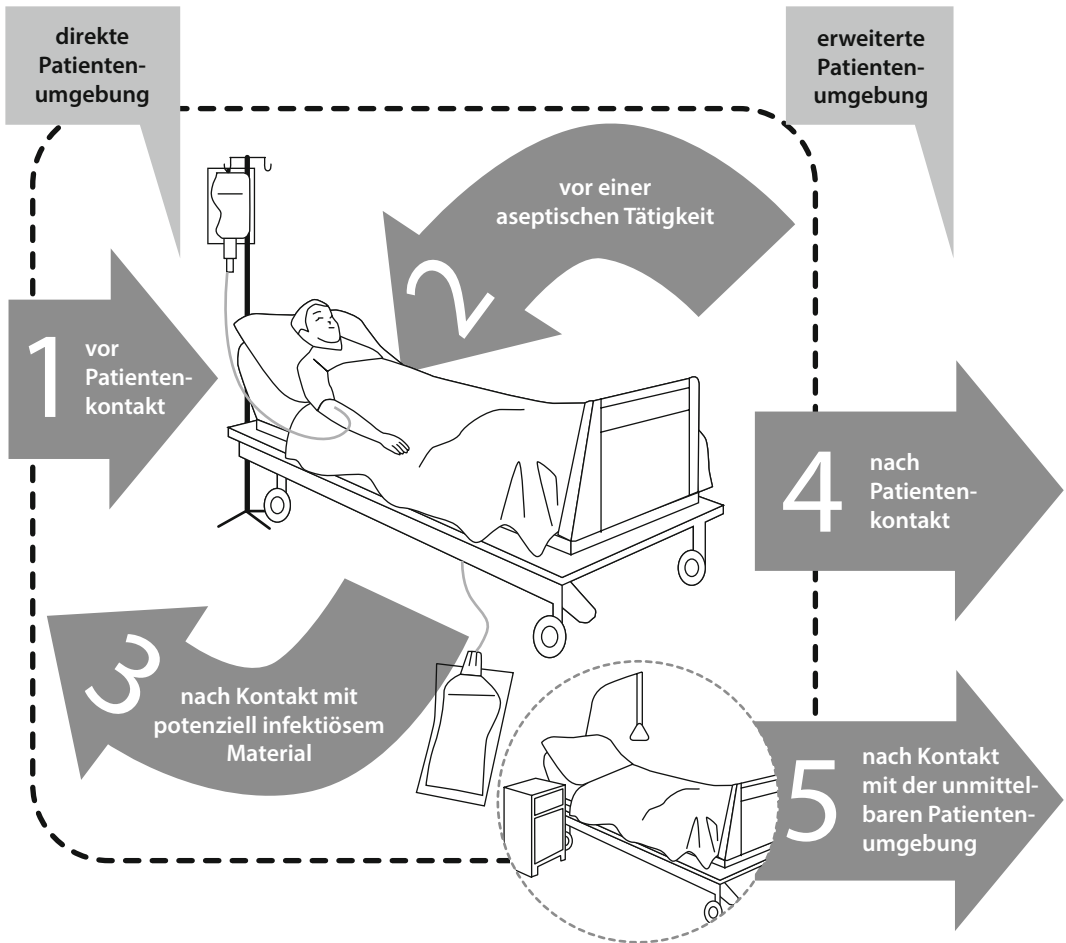 direkte
Patienten-
umgebung
erweiterte
Patienten-
umgebung
1
vor
Patienten-
kontakt
2
vor einer
aseptischen Tätigkeit
3
nach Kontakt mit
potenziell infektiösem
Material
4
nach
Patienten-
kontakt
5
nach Kontakt
mit der unmittel-
baren Patienten-
umgebung